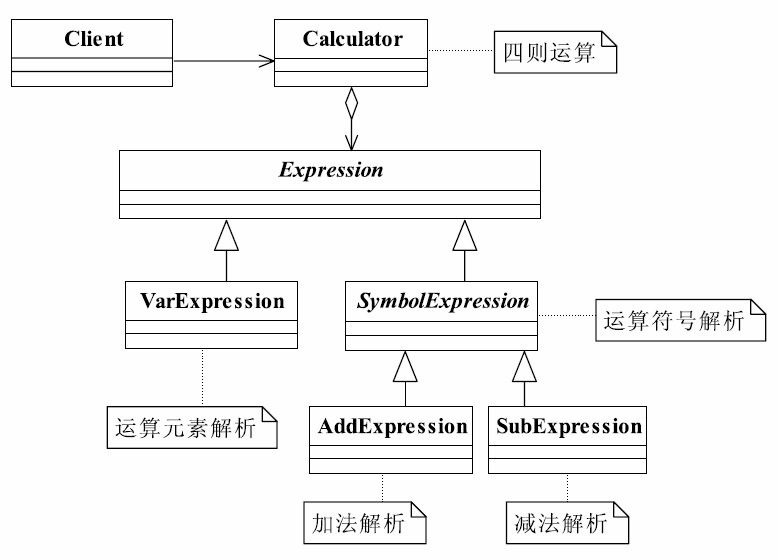 Client
Calculator
四则运算
Expression
VarExpression
SymbolExpression
运算符号解析
运算元素解析
AddExpression
SubExpression
加法解析
减法解析